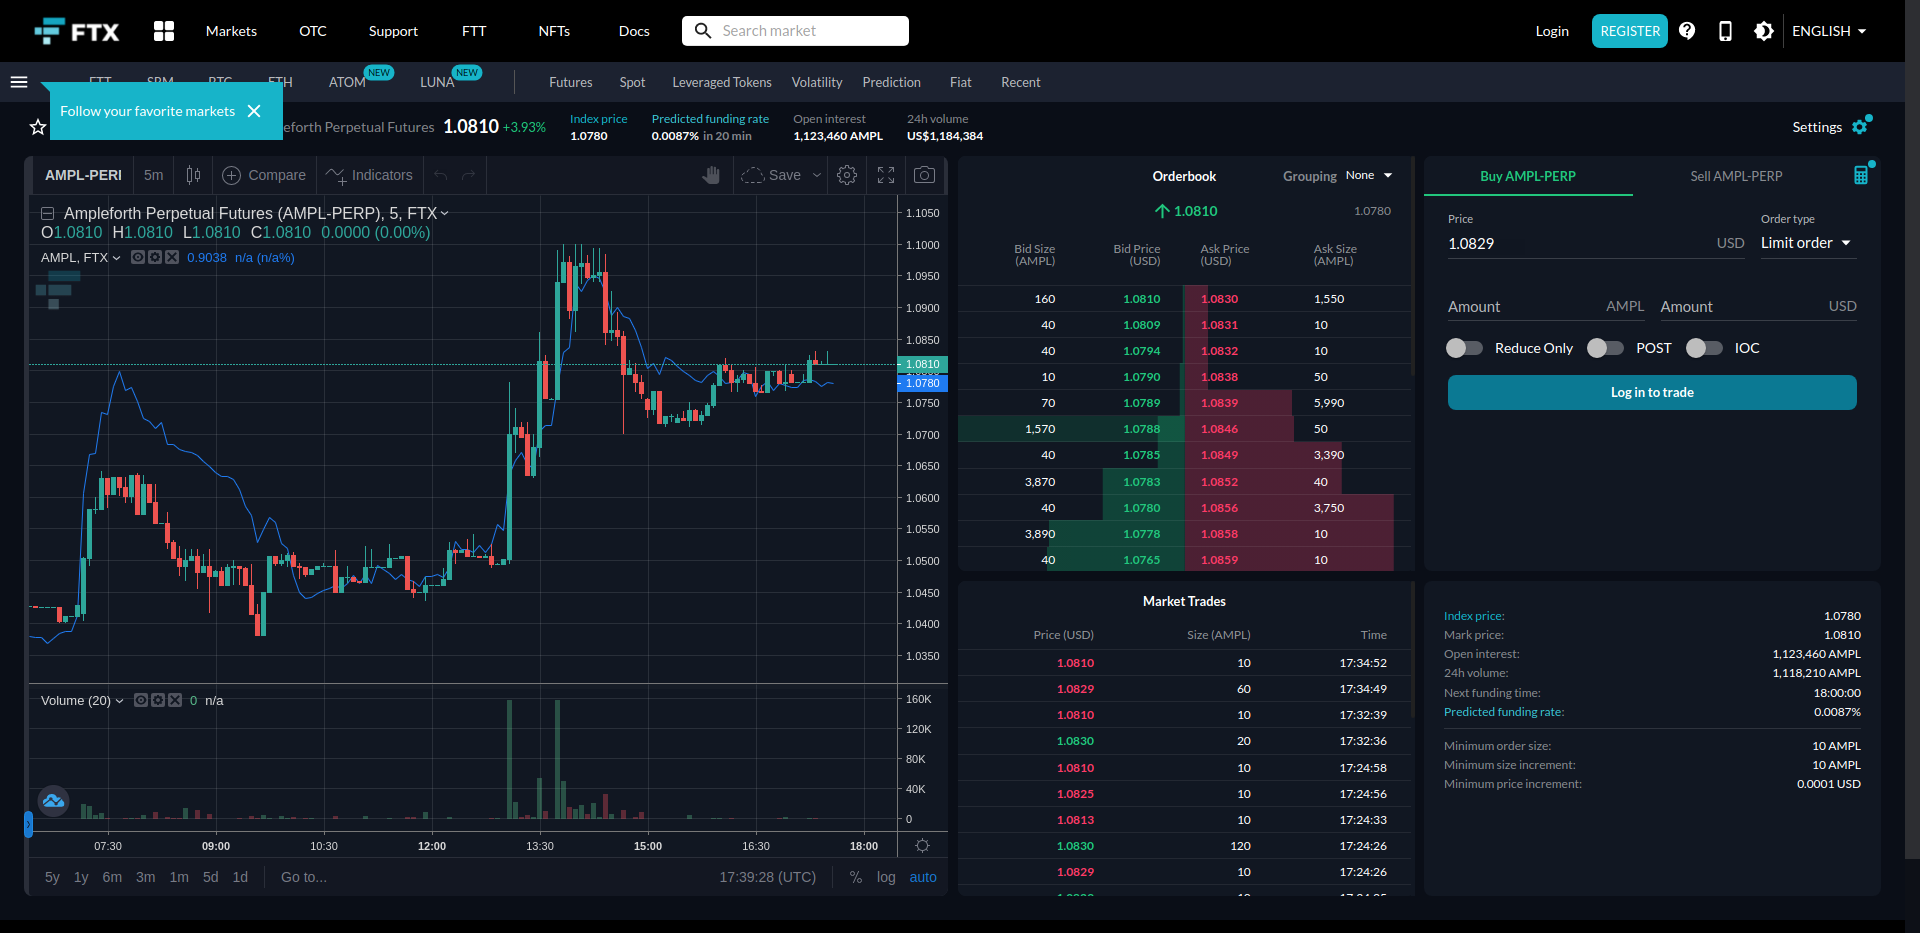 FTX Markets OTC Support FTT NFTs Docs Search market Login REGISTER ENGLISH
ATOM NEW LUNA NEW Futures Spot Leveraged Tokens Volatility Prediction Fiat Recent
Follow your favorite markets
eforth Perpetual Futures 1.0810 +3.93%
Index price
1.0780
Predicted funding rate
0.0087% in 20 min
Open interest
1,123,460 AMPL
24h volume
US$1,184,384
Settings
AMPL-PERI 5m Compare Indicators Save
Ampleforth Perpetual Futures (AMPL-PERP), 5, FTX
O1.0810 H1.0810 L1.0810 C1.0810 0.0000 (0.00%)
AMPL, FTX 0.9038 n/a (n/a%)
1.1050
1.1000
1.0950
1.0900
1.0850
1.0810
1.0780
1.0750
1.0700
1.0650
1.0600
1.0550
1.0500
1.0450
1.0400
1.0350
Volume (20) 0 n/a
160K
120K
80K
40K
0
07:30 09:00 10:30 12:00 13:30 15:00 16:30 18:00
5y 1y 6m 3m 1m 5d 1d Go to... 17:39:28 (UTC) % log auto
Orderbook Grouping None
1.0810 1.0780
Bid Size (AMPL) Bid Price (USD) Ask Price (USD) Ask Size (AMPL)
160 1.0810 1.0830 1,550
40 1.0809 1.0831 10
40 1.0794 1.0832 10
10 1.0790 1.0838 50
70 1.0789 1.0839 5,990
1,570 1.0788 1.0846 50
40 1.0785 1.0849 3,390
3,870 1.0783 1.0852 40
40 1.0780 1.0856 3,750
3,890 1.0778 1.0858 10
40 1.0765 1.0859 10
Market Trades
Price (USD) Size (AMPL) Time
1.0810 10 17:34:52
1.0829 60 17:34:49
1.0810 10 17:32:39
1.0830 20 17:32:36
1.0810 10 17:24:58
1.0825 10 17:24:56
1.0813 10 17:24:33
1.0830 120 17:24:26
1.0829 10 17:24:26
Buy AMPL-PERP Sell AMPL-PERP
Price Order type
1.0829 USD Limit order
Amount AMPL Amount USD
Reduce Only POST IOC
Log in to trade
Index price: 1.0780
Mark price: 1.0810
Open interest: 1,123,460 AMPL
24h volume: 1,118,210 AMPL
Next funding time: 18:00:00
Predicted funding rate: 0.0087%
Minimum order size: 10 AMPL
Minimum size increment: 10 AMPL
Minimum price increment: 0.0001 USD